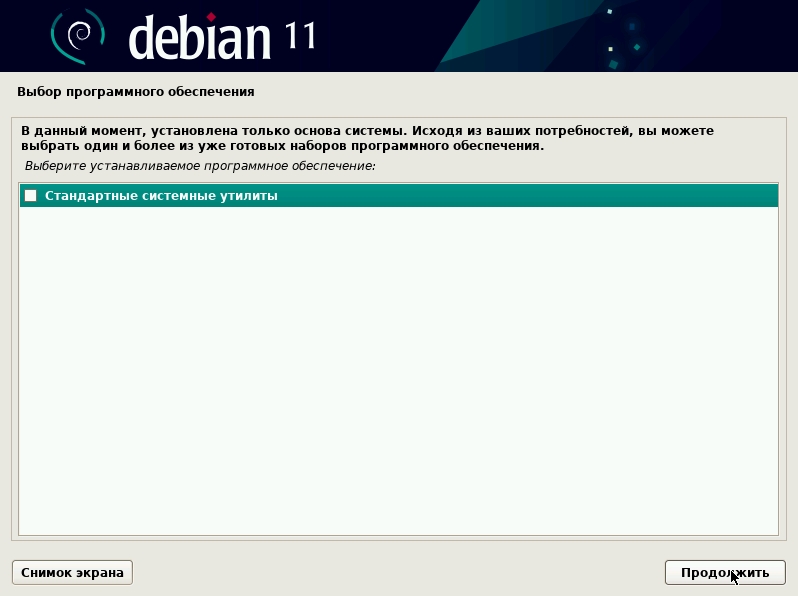 debian 11
Выбор программного обеспечения
В данный момент, установлена только основа системы. Исходя из ваших потребностей, вы можете
выбрать один и более из уже готовых наборов программного обеспечения.
Выберите устанавливаемое программное обеспечение:
Стандартные системные утилиты
Снимок экрана
Продолжить